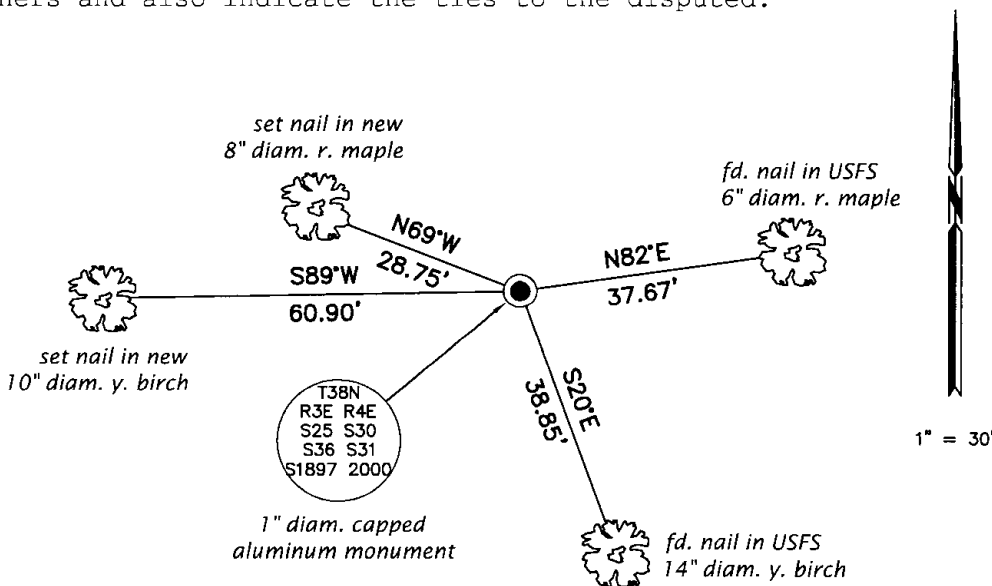 ners and also indicate the ties to the disputed.
set nail in new
8" diam. r. maple
fd. nail in USFS
6" diam. r. maple
N69°W
28.75'
N82°E
37.67'
S89°W
60.90'
set nail in new
10" diam. y. birch
S20°E
38.85'
T38N
R3E R4E
S25 S30
S36 S31
S1897 2000
1" diam. capped
aluminum monument
fd. nail in USFS
14" diam. y. birch
N
1" = 30'